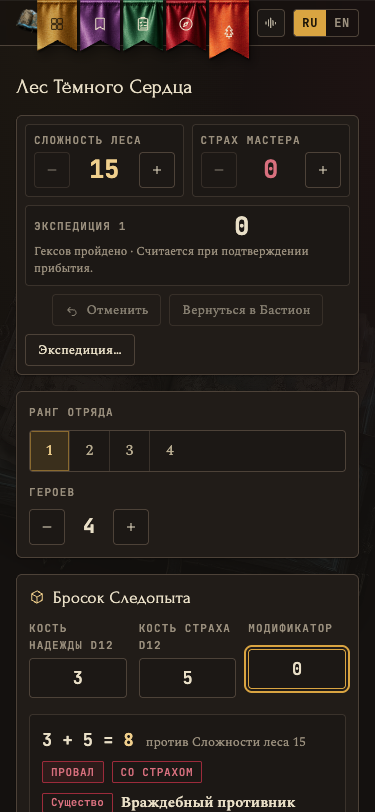 RU EN
Лес Тёмного Сердца
СЛОЖНОСТЬ ЛЕСА СТРАХ МАСТЕРА
− 15 + − 0 +
ЭКСПЕДИЦИЯ 1 0
Гексов пройдено · Считается при подтверждении
прибытия.
Отменить Вернуться в Бастион
Экспедиция…
РАНГ ОТРЯДА
1 2 3 4
ГЕРОЕВ
− 4 +
Бросок Следопыта
КОСТЬ КОСТЬ СТРАХА МОДИФИКАТОР
НАДЕЖДЫ D12 D12
3 5 0
3 + 5 = 8 против Сложности леса 15
ПРОВАЛ СО СТРАХОМ
Существо Враждебный противник